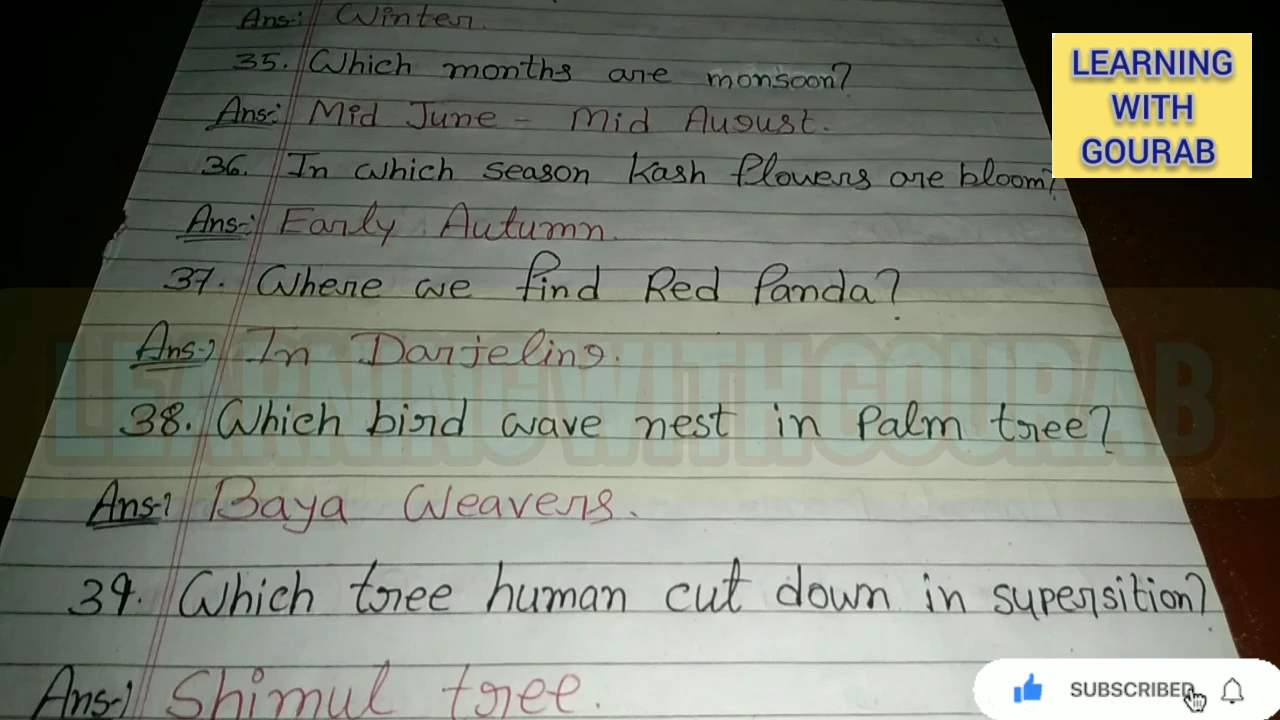 Ans:- Winter.
35. Which months are monsoon?
Ans:- Mid June - Mid August.
36. In which season kash flowers are bloom?
Ans:- Early Autumn.
37. Where we find Red Panda?
Ans:- In Darjeling.
38. Which bird wave nest in Palm tree?
Ans:- Baya Weavers.
39. Which tree human cut down in supersition?
Ans:- Shimul tree.
LEARNING
WITH
GOURAB
LEARNINGWITHGOURAB
SUBSCRIBED